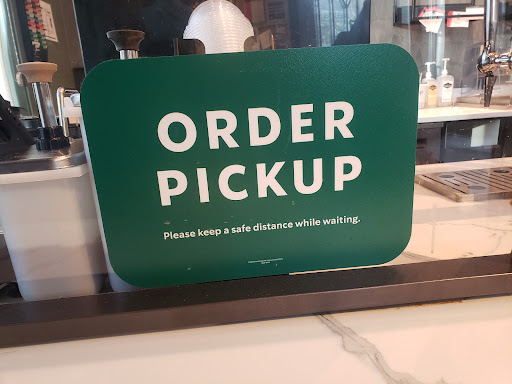 ORDER
PICKUP
Please keep a safe distance while waiting.